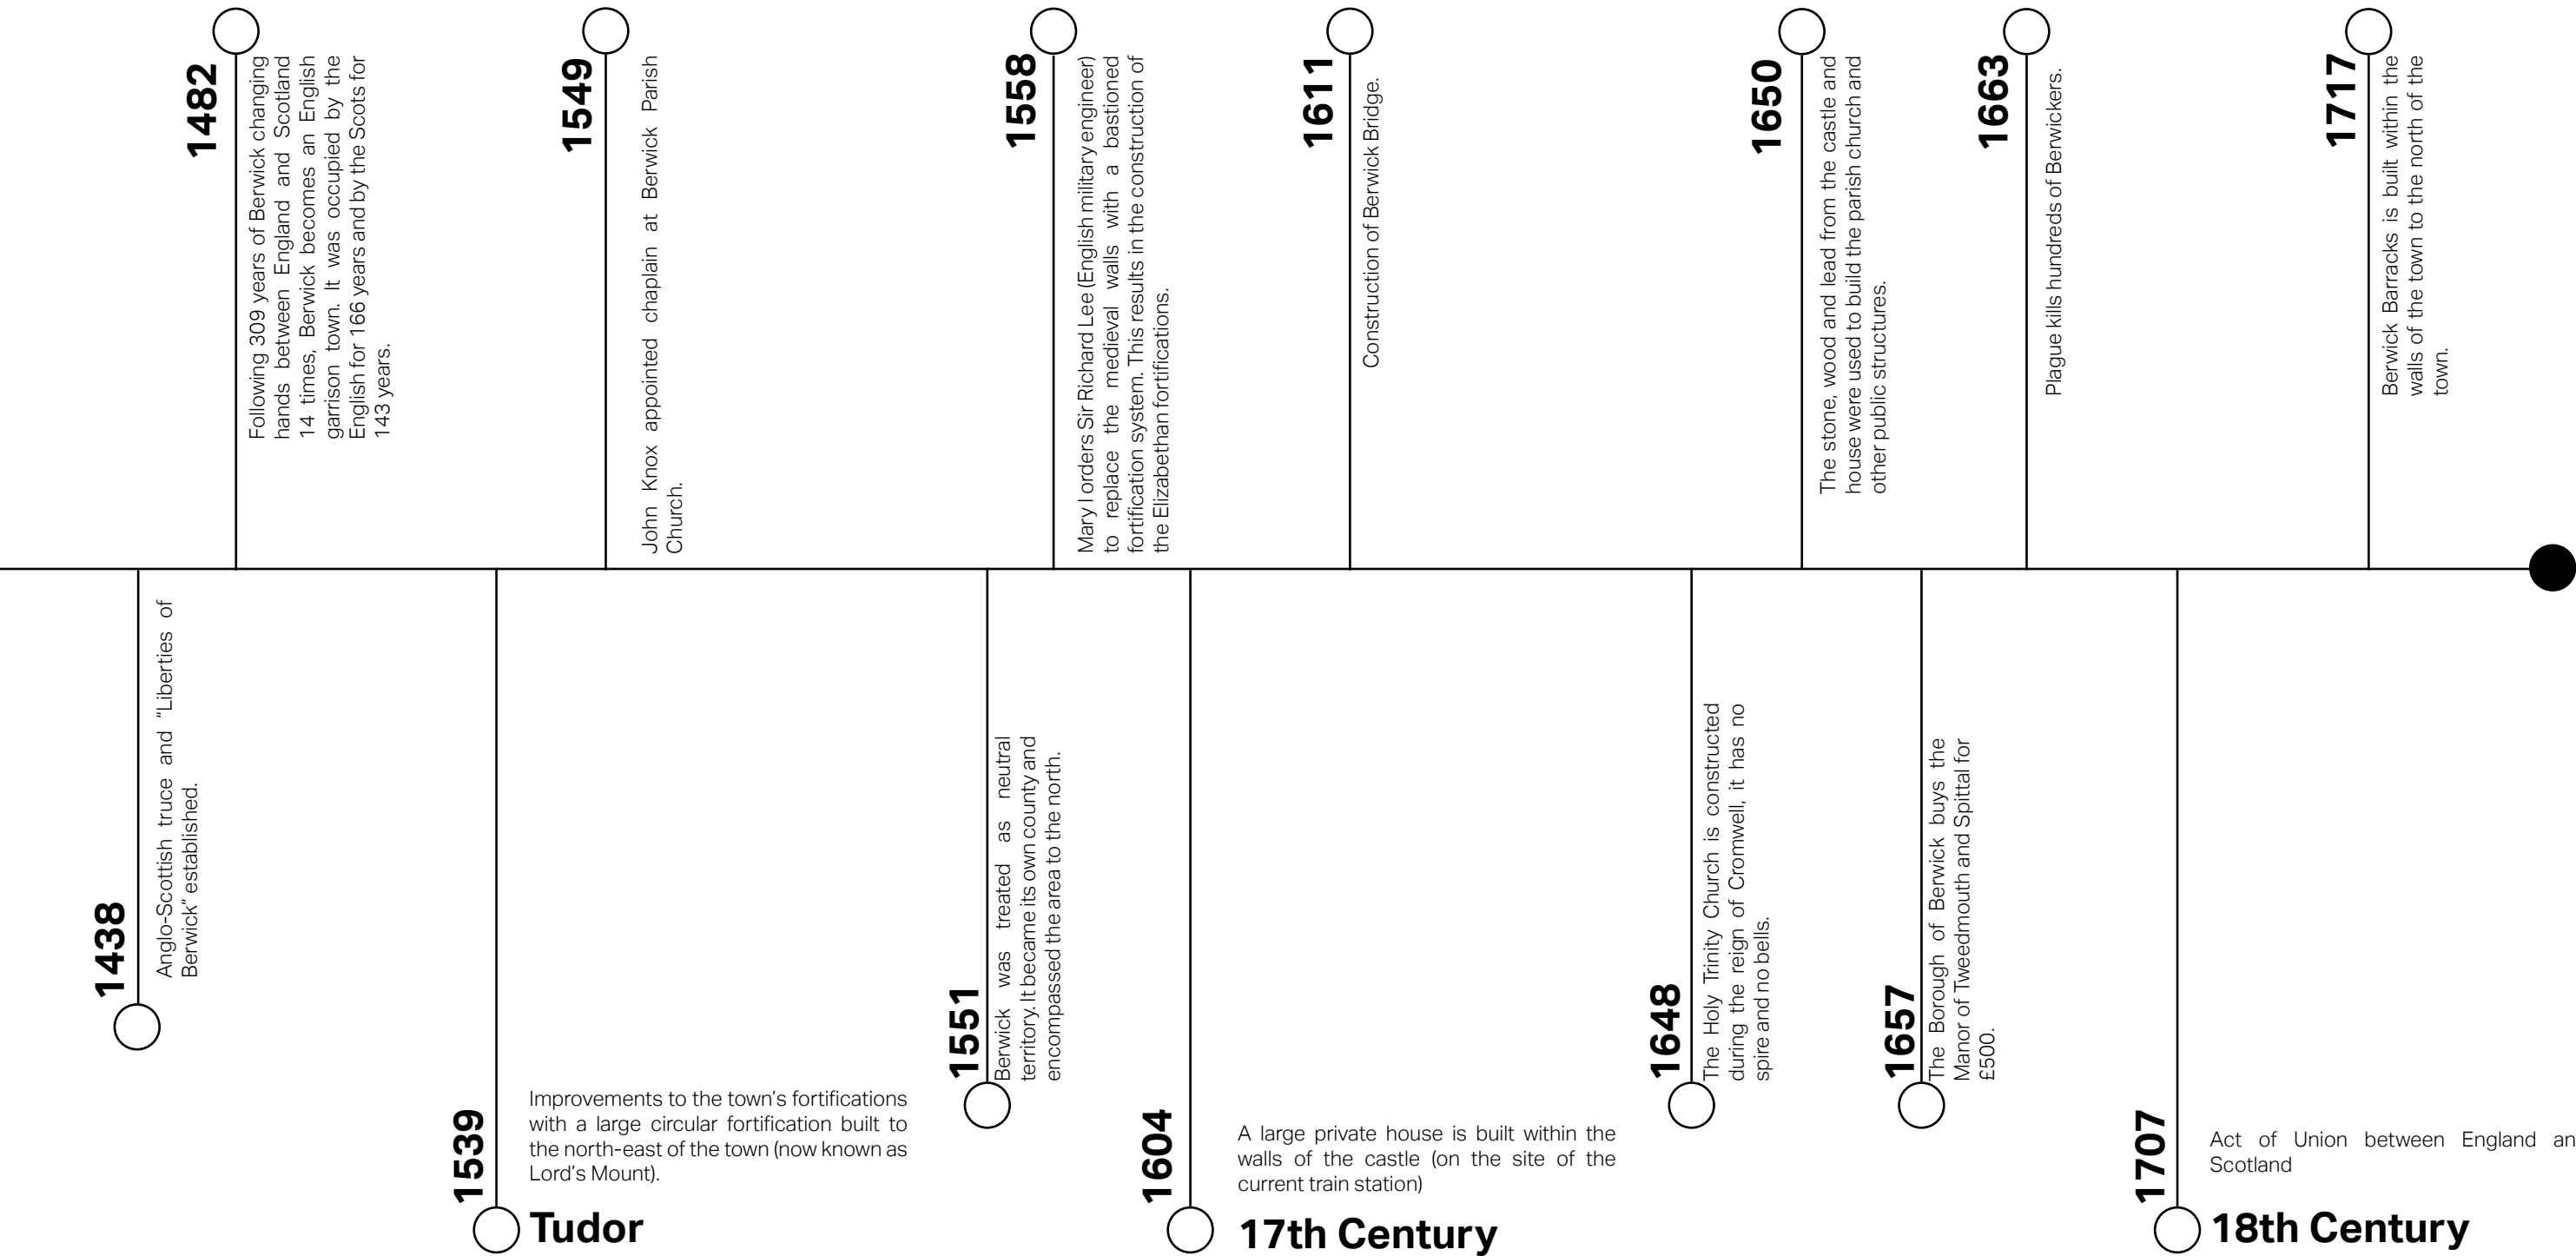 1438
Anglo-Scottish truce and “Liberties of
Berwick” established.
1482
Following 309 years of Berwick changing
hands between England and Scotland
14 times, Berwick becomes an English
garrison town. It was occupied by the
English for 166 years and by the Scots for
143 years.
1539
Improvements to the town’s fortifications
with a large circular fortification built to
the north-east of the town (now known as
Lord’s Mount).
Tudor
1549
John Knox appointed chaplain at Berwick Parish
Church.
1551
Berwick was treated as neutral
territory. It became its own county and
encompassed the area to the north.
1558
Mary I orders Sir Richard Lee (English military engineer)
to replace the medieval walls with a bastioned
fortification system. This results in the construction of
the Elizabethan fortifications.
1604
A large private house is built within the
walls of the castle (on the site of the
current train station)
17th Century
1611
Construction of Berwick Bridge.
1648
The Holy Trinity Church is constructed
during the reign of Cromwell, it has no
spire and no bells.
1650
The stone, wood and lead from the castle and
house were used to build the parish church and
other public structures.
1657
The Borough of Berwick buys the
Manor of Tweedmouth and Spittal for
£500.
1663
Plague kills hundreds of Berwickers.
1707
Act of Union between England an
Scotland
18th Century
1717
Berwick Barracks is built within the
walls of the town to the north of the
town.